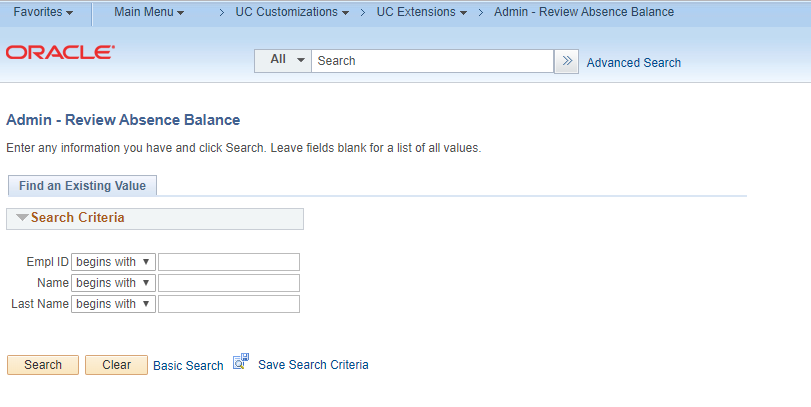 Favorites Main Menu > UC Customizations > UC Extensions > Admin - Review Absence Balance
ORACLE
All Search Advanced Search
Admin - Review Absence Balance
Enter any information you have and click Search. Leave fields blank for a list of all values.
Find an Existing Value
Search Criteria
Empl ID begins with
Name begins with
Last Name begins with
Search Clear Basic Search Save Search Criteria